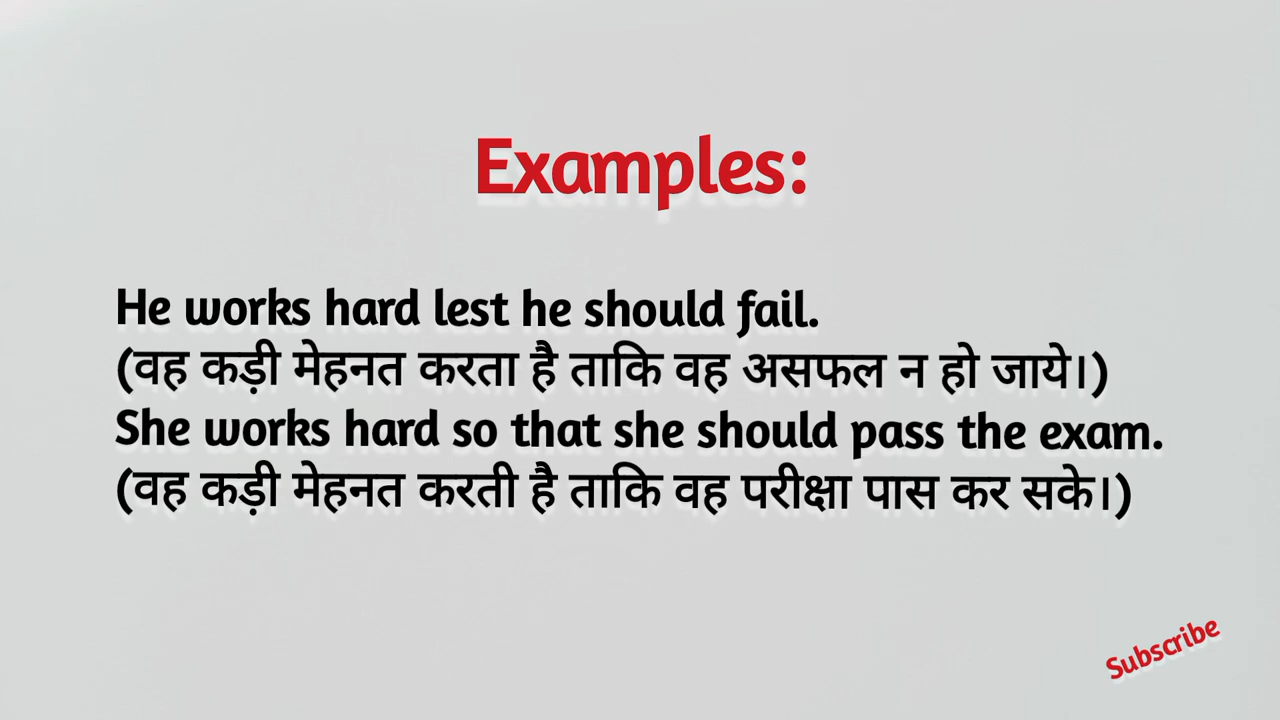 Examples:
He works hard lest he should fail.
(वह कड़ी मेहनत करता है ताकि वह असफल न हो जाये।)
She works hard so that she should pass the exam.
(वह कड़ी मेहनत करती है ताकि वह परीक्षा पास कर सके।)
Subscribe